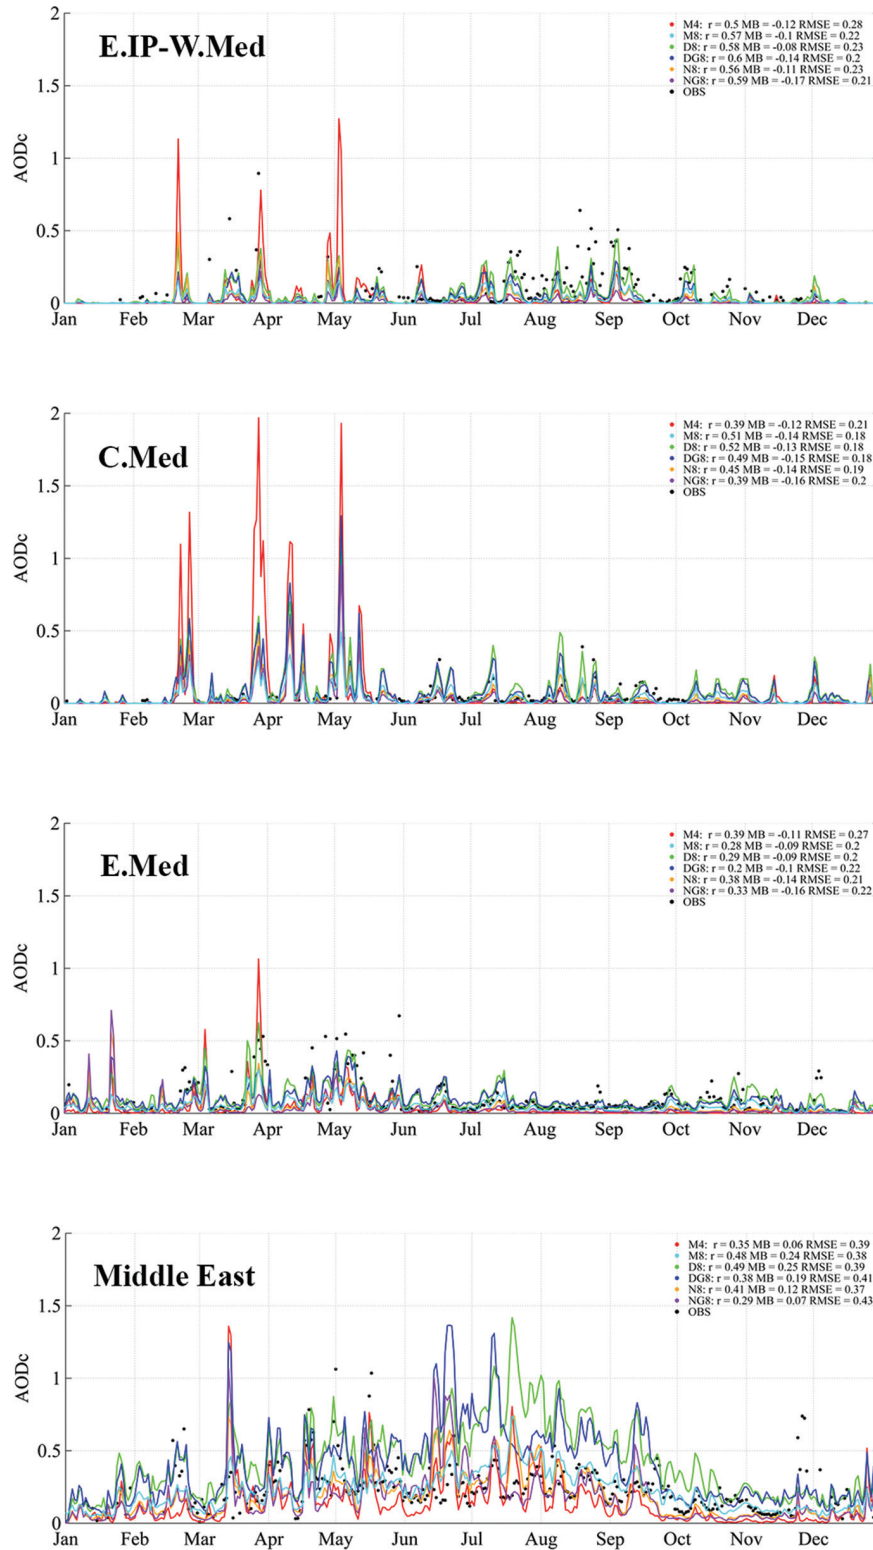 E.IP-W.Med
M4: r = 0.5 MB = -0.12 RMSE = 0.28
M8: r = 0.57 MB = -0.1 RMSE = 0.22
D8: r = 0.58 MB = -0.08 RMSE = 0.23
DG8: r = 0.6 MB = -0.14 RMSE = 0.2
N8: r = 0.56 MB = -0.11 RMSE = 0.23
NG8: r = 0.59 MB = -0.17 RMSE = 0.21
OBS
AODc
2
1.5
1
0.5
0
Jan Feb Mar Apr May Jun Jul Aug Sep Oct Nov Dec
C.Med
M4: r = 0.39 MB = -0.12 RMSE = 0.21
M8: r = 0.51 MB = -0.14 RMSE = 0.18
D8: r = 0.52 MB = -0.13 RMSE = 0.18
DG8: r = 0.49 MB = -0.15 RMSE = 0.18
N8: r = 0.45 MB = -0.14 RMSE = 0.19
NG8: r = 0.39 MB = -0.16 RMSE = 0.2
OBS
AODc
2
1.5
1
0.5
0
Jan Feb Mar Apr May Jun Jul Aug Sep Oct Nov Dec
E.Med
M4: r = 0.39 MB = -0.11 RMSE = 0.27
M8: r = 0.28 MB = -0.09 RMSE = 0.2
D8: r = 0.29 MB = -0.09 RMSE = 0.2
DG8: r = 0.2 MB = -0.1 RMSE = 0.22
N8: r = 0.38 MB = -0.14 RMSE = 0.21
NG8: r = 0.33 MB = -0.16 RMSE = 0.22
OBS
AODc
2
1.5
1
0.5
0
Jan Feb Mar Apr May Jun Jul Aug Sep Oct Nov Dec
Middle East
M4: r = 0.35 MB = 0.06 RMSE = 0.39
M8: r = 0.48 MB = 0.24 RMSE = 0.38
D8: r = 0.49 MB = 0.25 RMSE = 0.39
DG8: r = 0.38 MB = 0.19 RMSE = 0.41
N8: r = 0.41 MB = 0.12 RMSE = 0.37
NG8: r = 0.29 MB = 0.07 RMSE = 0.43
OBS
AODc
2
1.5
1
0.5
0
Jan Feb Mar Apr May Jun Jul Aug Sep Oct Nov Dec